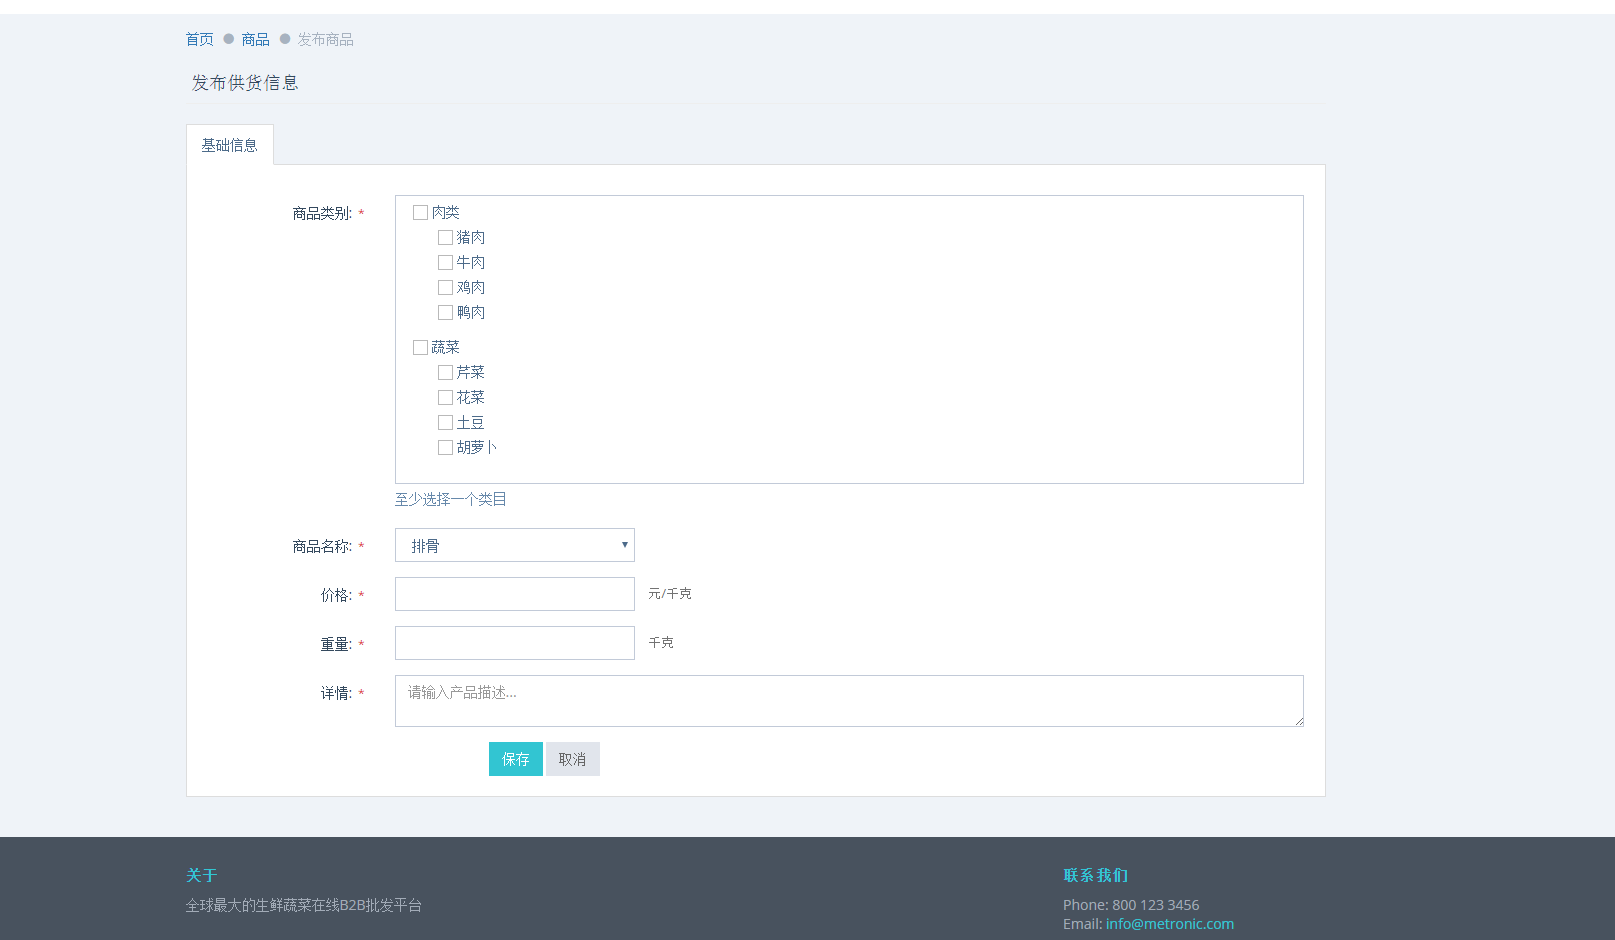 首页 商品 发布商品
发布供货信息
基础信息
商品类别: *
肉类
猪肉
牛肉
鸡肉
鸭肉
蔬菜
芹菜
花菜
土豆
胡萝卜
至少选择一个类目
商品名称: * 排骨
价格: * 元/千克
重量: * 千克
详情: * 请输入产品描述...
保存 取消
关于
全球最大的生鲜蔬菜在线B2B批发平台
联系我们
Phone: 800 123 3456
Email: info@metronic.com